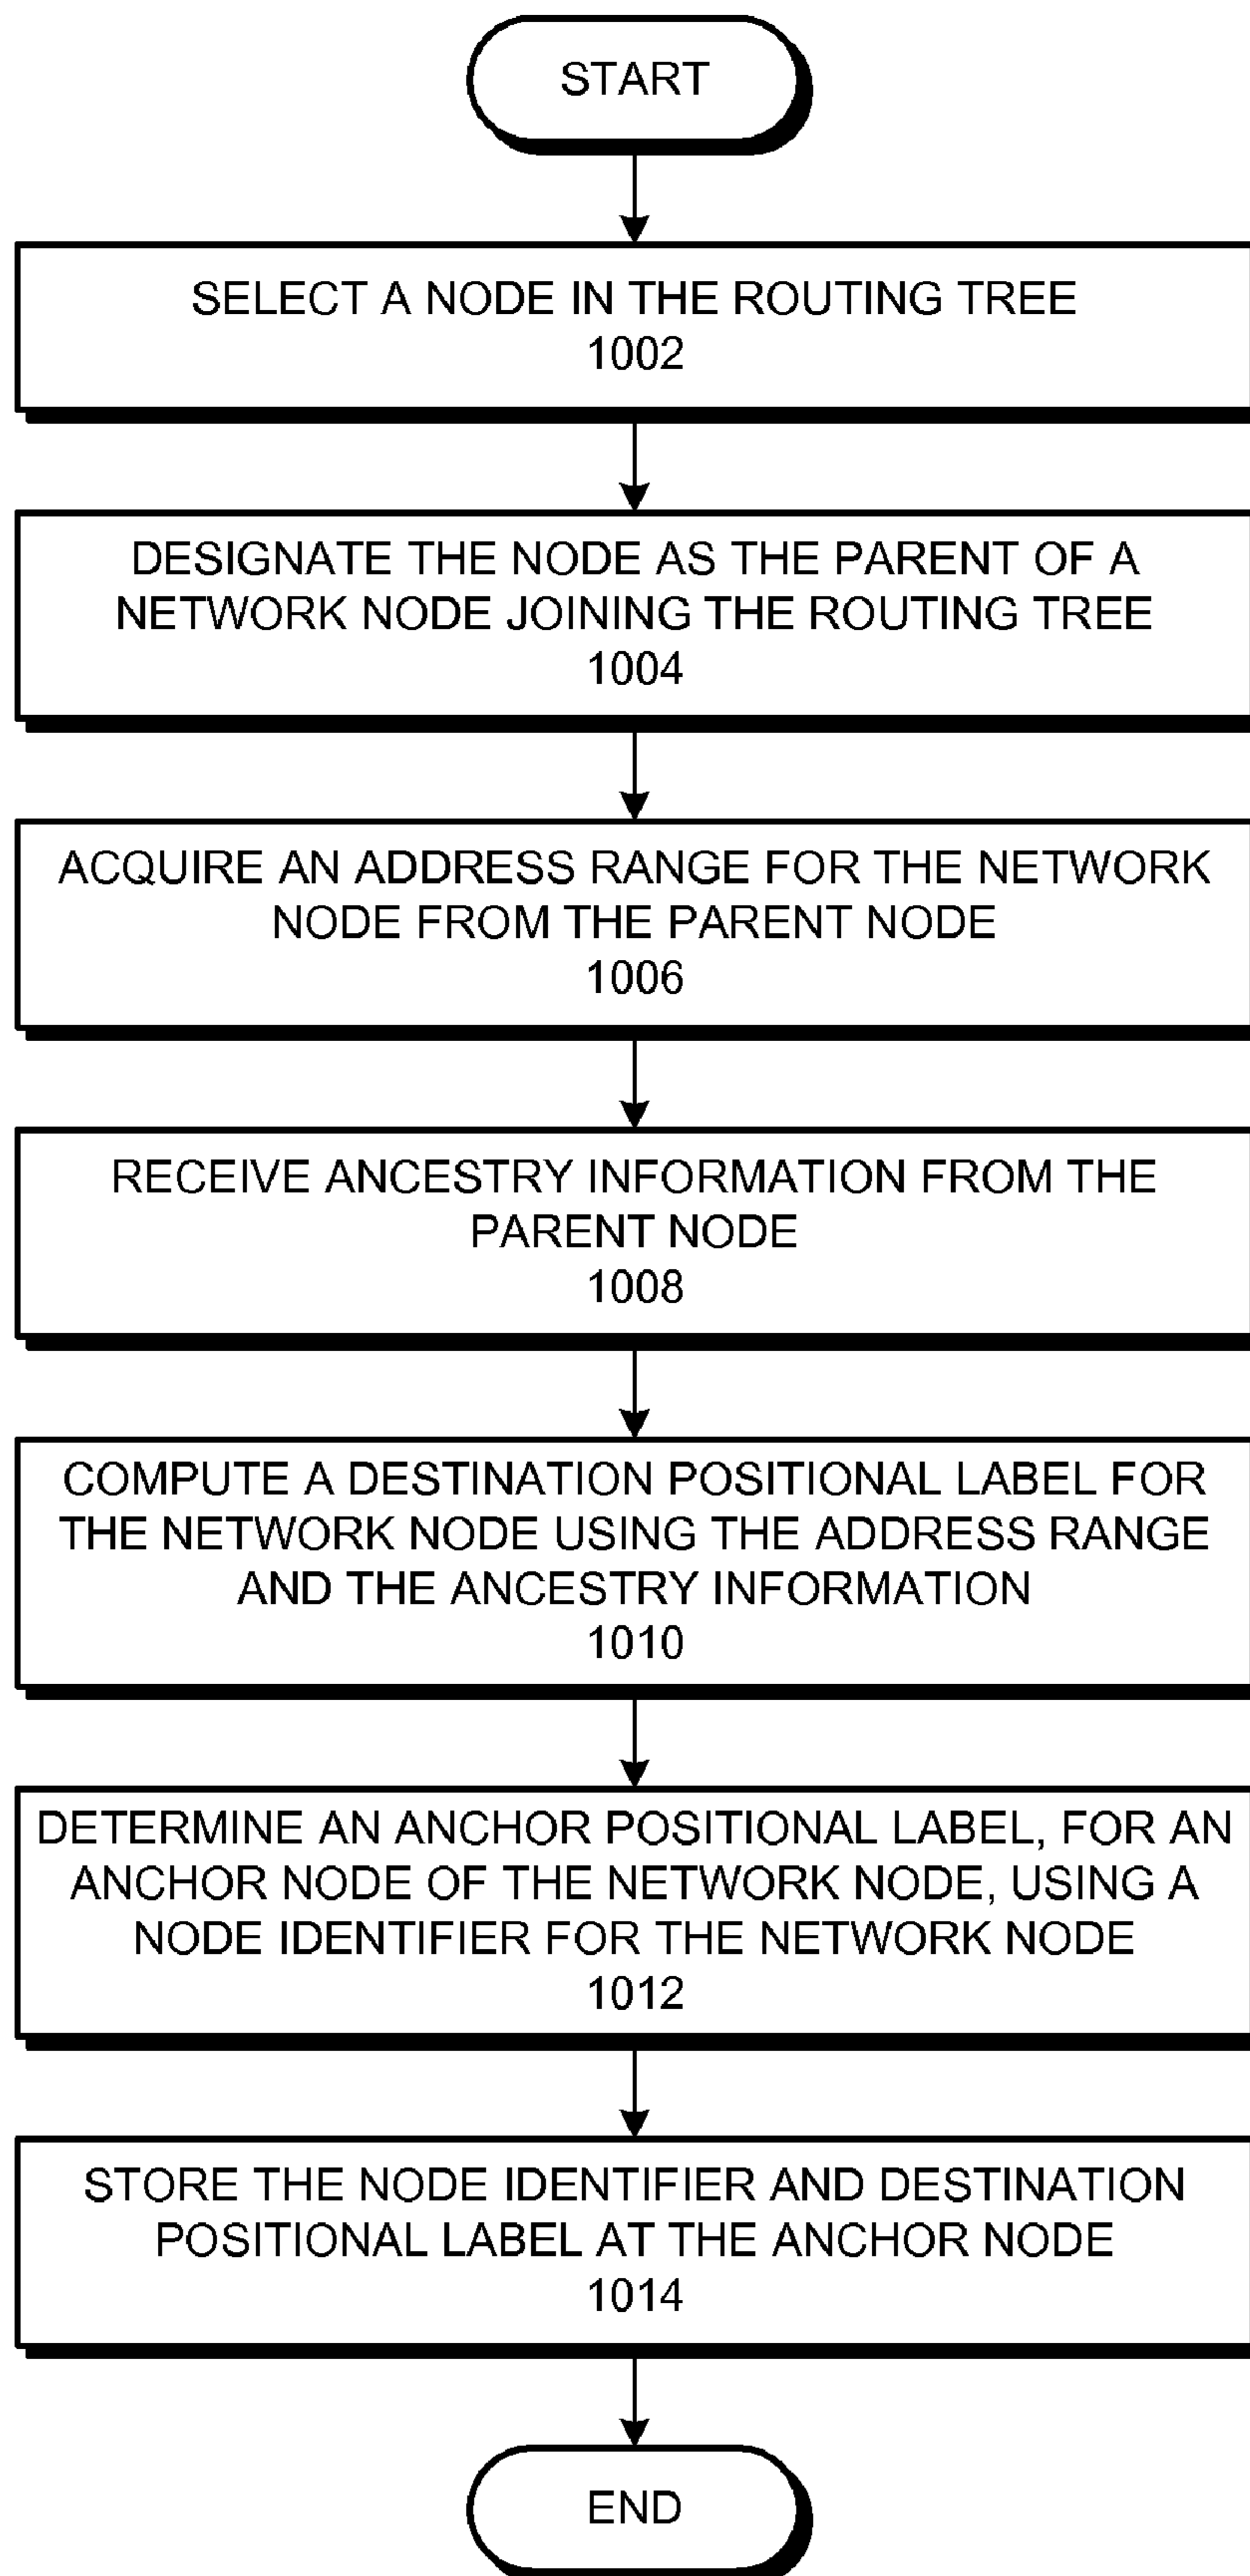 START
SELECT A NODE IN THE ROUTING TREE
1002
DESIGNATE THE NODE AS THE PARENT OF A
NETWORK NODE JOINING THE ROUTING TREE
1004
ACQUIRE AN ADDRESS RANGE FOR THE NETWORK
NODE FROM THE PARENT NODE
1006
RECEIVE ANCESTRY INFORMATION FROM THE
PARENT NODE
1008
COMPUTE A DESTINATION POSITIONAL LABEL FOR
THE NETWORK NODE USING THE ADDRESS RANGE
AND THE ANCESTRY INFORMATION
1010
DETERMINE AN ANCHOR POSITIONAL LABEL, FOR AN
ANCHOR NODE OF THE NETWORK NODE, USING A
NODE IDENTIFIER FOR THE NETWORK NODE
1012
STORE THE NODE IDENTIFIER AND DESTINATION
POSITIONAL LABEL AT THE ANCHOR NODE
1014
END